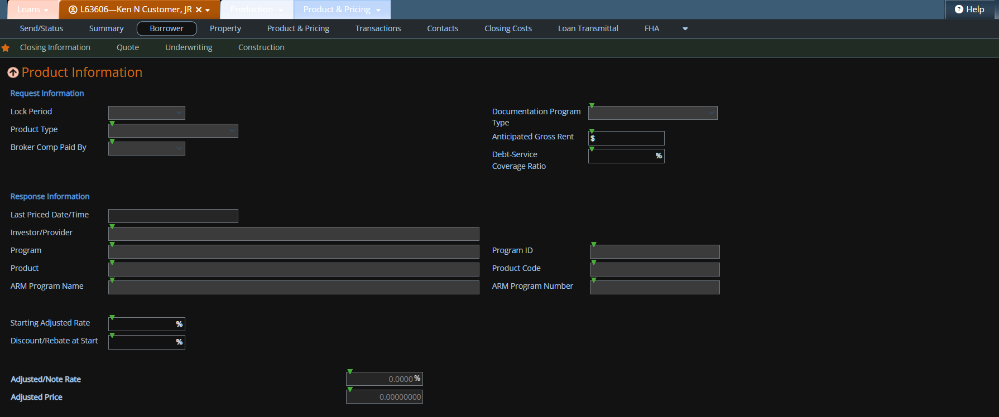 Loans
L63606—Ken N Customer, JR
Production
Product & Pricing
Help
Send/Status Summary Borrower Property Product & Pricing Transactions Contacts Closing Costs Loan Transmittal FHA
Closing Information Quote Underwriting Construction
Product Information
Request Information
Lock Period
Product Type
Broker Comp Paid By
Documentation Program
Type
Anticipated Gross Rent $
Debt-Service %
Coverage Ratio
Response Information
Last Priced Date/Time
Investor/Provider
Program Program ID
Product Product Code
ARM Program Name ARM Program Number
Starting Adjusted Rate %
Discount/Rebate at Start %
Adjusted/Note Rate 0.0000 %
Adjusted Price 0.00000000